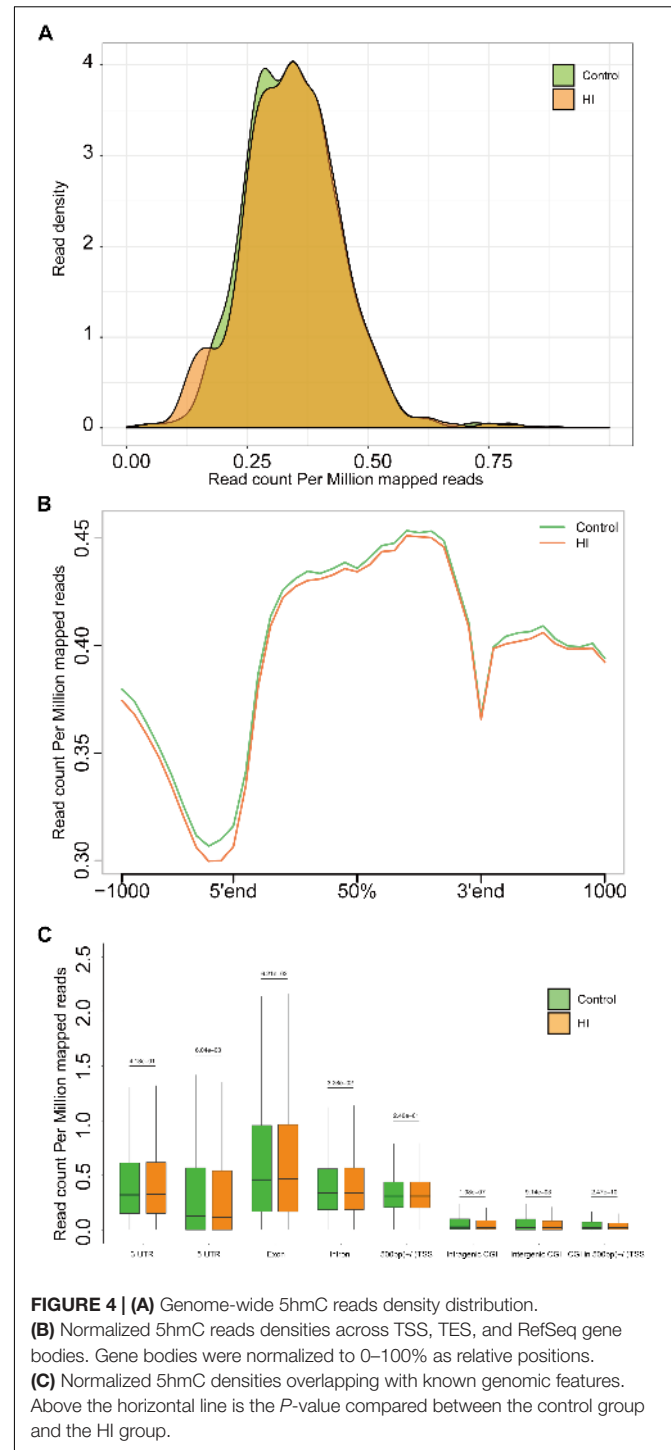 A
Read density
4
3
2
1
0
Control
HI
0.00 0.25 0.50 0.75
Read count Per Million mapped reads
B
Read count Per Million mapped reads
0.45
0.40
0.35
0.30
Control
HI
−1000 5'end 50% 3'end 1000
C
Read count Per Million mapped reads
2.5
2.0
1.5
1.0
0.5
0.0
Control
HI
UTR UTR Exon Intron Intragenic CGI Intergenic CGI
FIGURE 4 | (A) Genome-wide 5hmC reads density distribution.
(B) Normalized 5hmC reads densities across TSS, TES, and RefSeq gene
bodies. Gene bodies were normalized to 0–100% as relative positions.
(C) Normalized 5hmC densities overlapping with known genomic features.
Above the horizontal line is the P-value compared between the control group
and the HI group.